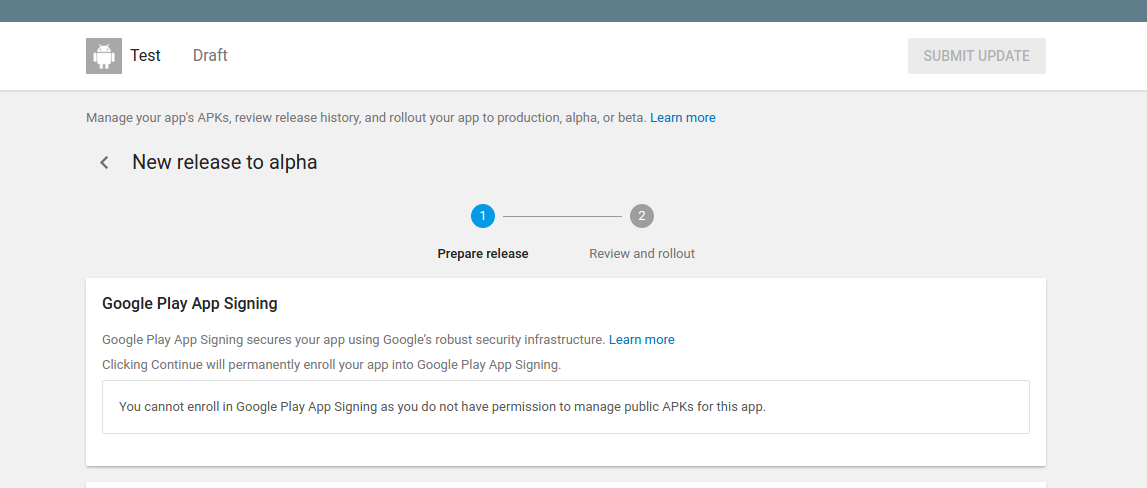 Test Draft SUBMIT UPDATE
Manage your app's APKs, review release history, and rollout your app to production, alpha, or beta. Learn more
New release to alpha
1 2
Prepare release Review and rollout
Google Play App Signing
Google Play App Signing secures your app using Google’s robust security infrastructure. Learn more
Clicking Continue will permanently enroll your app into Google Play App Signing.
You cannot enroll in Google Play App Signing as you do not have permission to manage public APKs for this app.